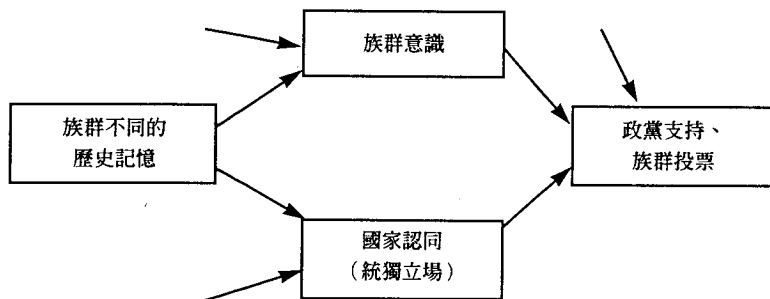 族群意識
族群不同的
歷史記憶
政黨支持、
族群投票
國家認同
（統獨立場）